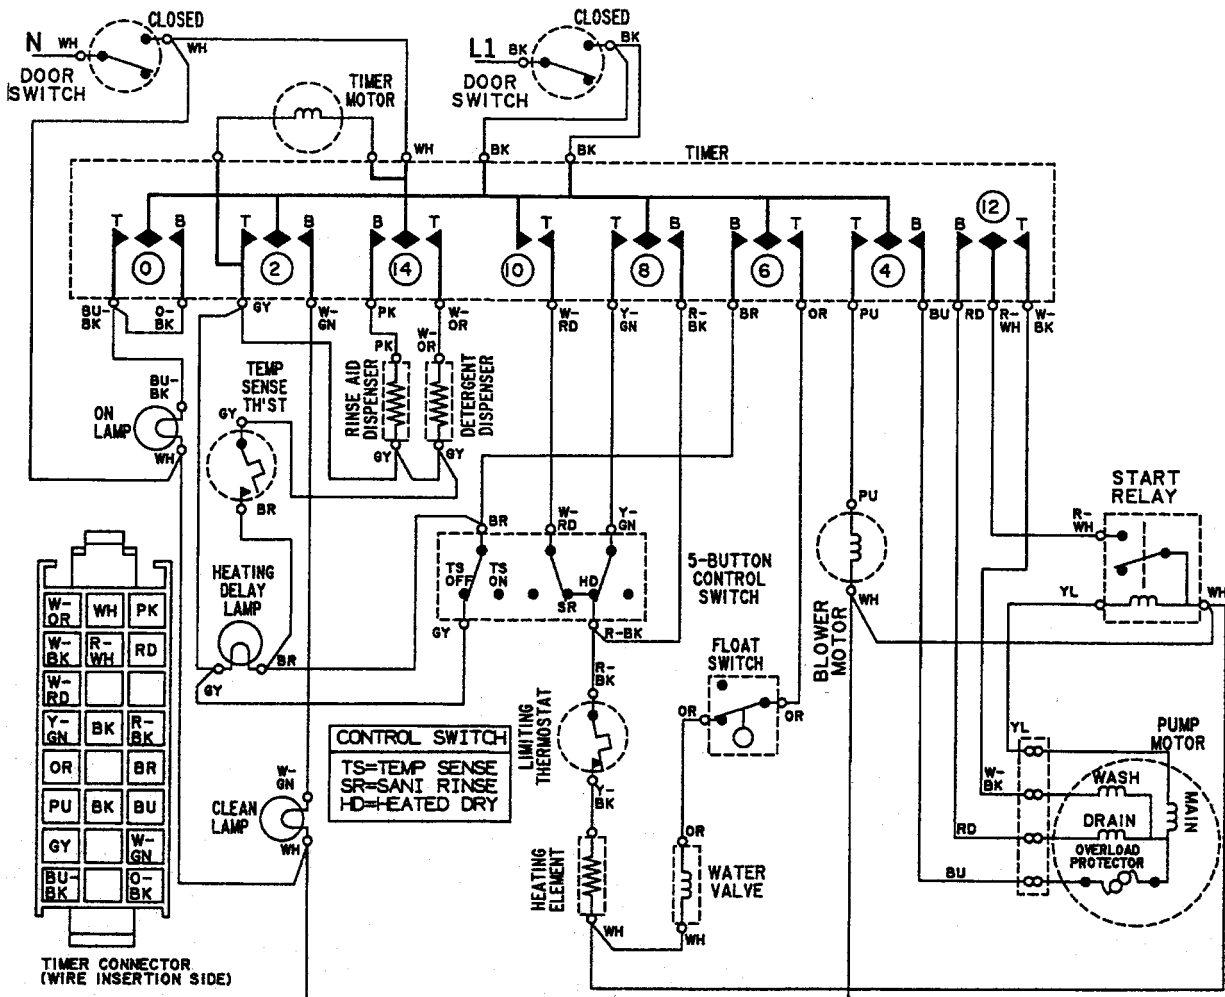 CLOSED
CLOSED
N WH
WH
L1 BK
BK
DOOR
SWITCH
TIMER
MOTOR
DOOR
SWITCH
WH
BK
BK
TIMER
T B T B B T T T B B T T B B T
12
0 2 14 10 8 6 4
BU-
BK
O-
BK
GY
W-
GN
PK
W-
OR
W-
RD
Y-
GN
R-
BK
BR
OR
PU
BU
RD
R-
WH
W-
BK
PK
W-
OR
TEMP
SENSE
TH'ST
RINSE AID
DISPENSER
DETERGENT
DISPENSER
BU-
BK
ON
LAMP
WH
GY
GY
GY
BR
START
RELAY
PU
R-
WH
BR
W-
RD
Y-
GN
5-BUTTON
CONTROL
SWITCH
TS
OFF
TS
ON
HD
SR
GY
R-BK
HEATING
DELAY
LAMP
BR
GY
WH
YL
WH
BLOWER
MOTOR
FLOAT
SWITCH
R-
BK
OR
OR
LIMITING
THERMOSTAT
Y-
BK
W-
OR
WH
PK
W-
BK
R-
WH
RD
W-
RD
Y-
GN
BK
R-
BK
OR
BR
PU
BK
BU
GY
W-
GN
BU-
BK
O-
BK
TIMER CONNECTOR
(WIRE INSERTION SIDE)
CONTROL SWITCH
TS=TEMP SENSE
SR=SANI RINSE
HD=HEATED DRY
W-
GN
CLEAN
LAMP
WH
HEATING
ELEMENT
OR
WATER
VALVE
WH
WH
YL
PUMP
MOTOR
W-
BK
WASH
MAIN
RD
DRAIN
OVERLOAD
PROTECTOR
BU